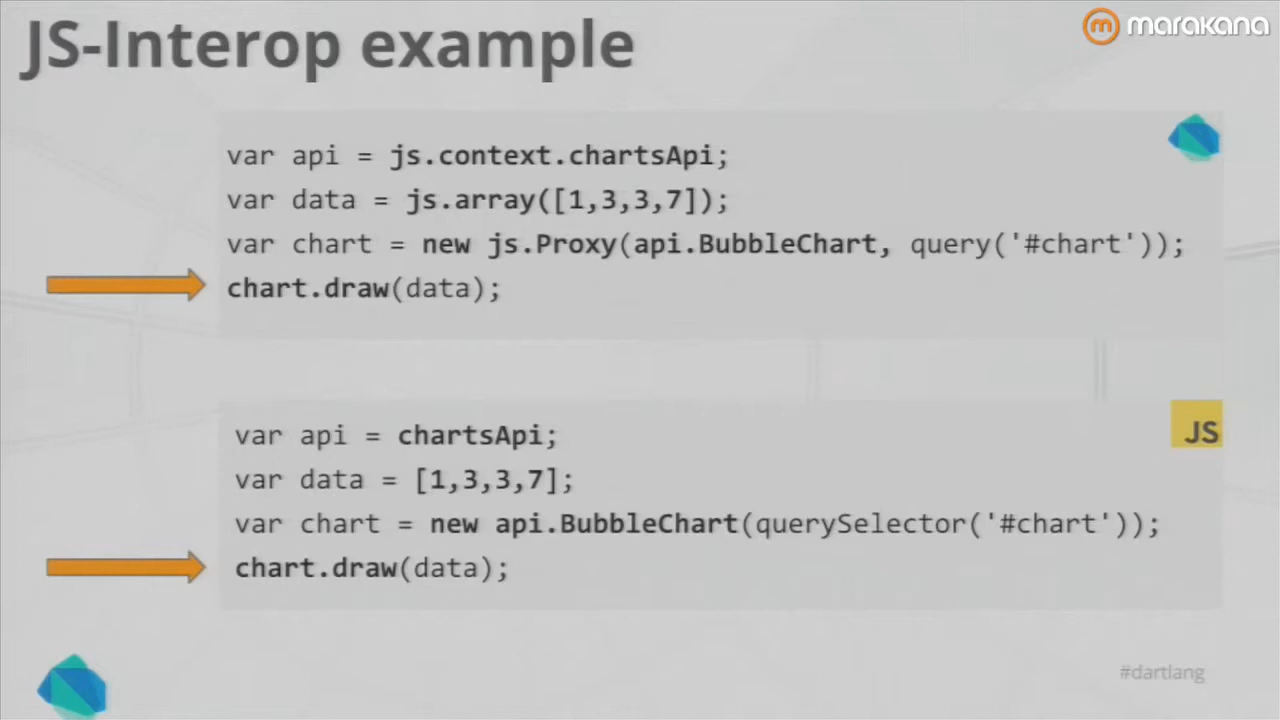 JS-Interop example
marakana
var api = js.context.chartsApi;
var data = js.array([1,3,3,7]);
var chart = new js.Proxy(api.BubbleChart, query('#chart'));
chart.draw(data);
JS
var api = chartsApi;
var data = [1,3,3,7];
var chart = new api.BubbleChart(querySelector('#chart'));
chart.draw(data);
#dartlang